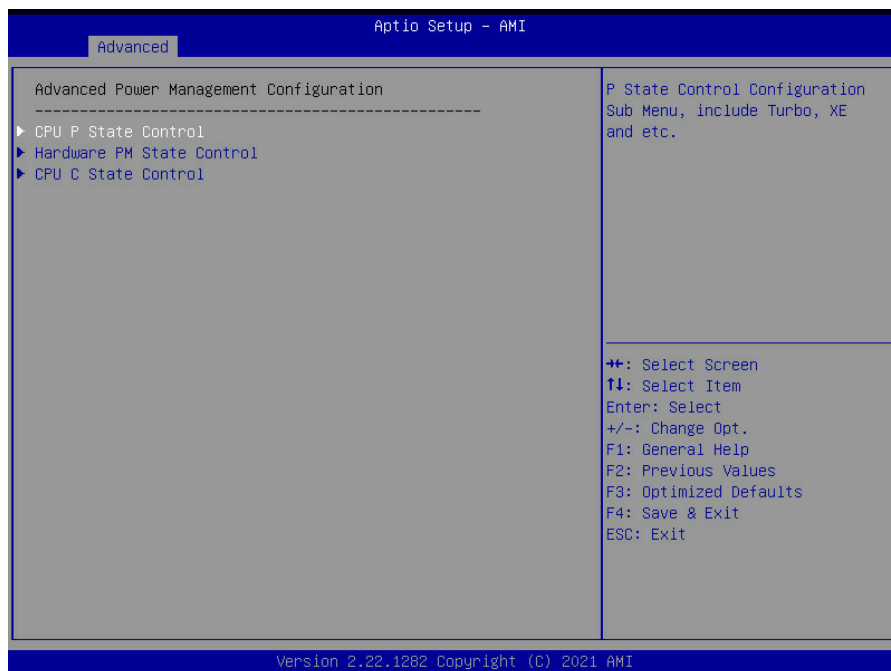 Aptio Setup – AMI
Advanced
Advanced Power Management Configuration
--------------------------------------------------
▶ CPU P State Control
▶ Hardware PM State Control
▶ CPU C State Control
P State Control Configuration
Sub Menu, include Turbo, XE
and etc.
→←: Select Screen
↑↓: Select Item
Enter: Select
+/-: Change Opt.
F1: General Help
F2: Previous Values
F3: Optimized Defaults
F4: Save & Exit
ESC: Exit
Version 2.22.1282 Copyright (C) 2021 AMI